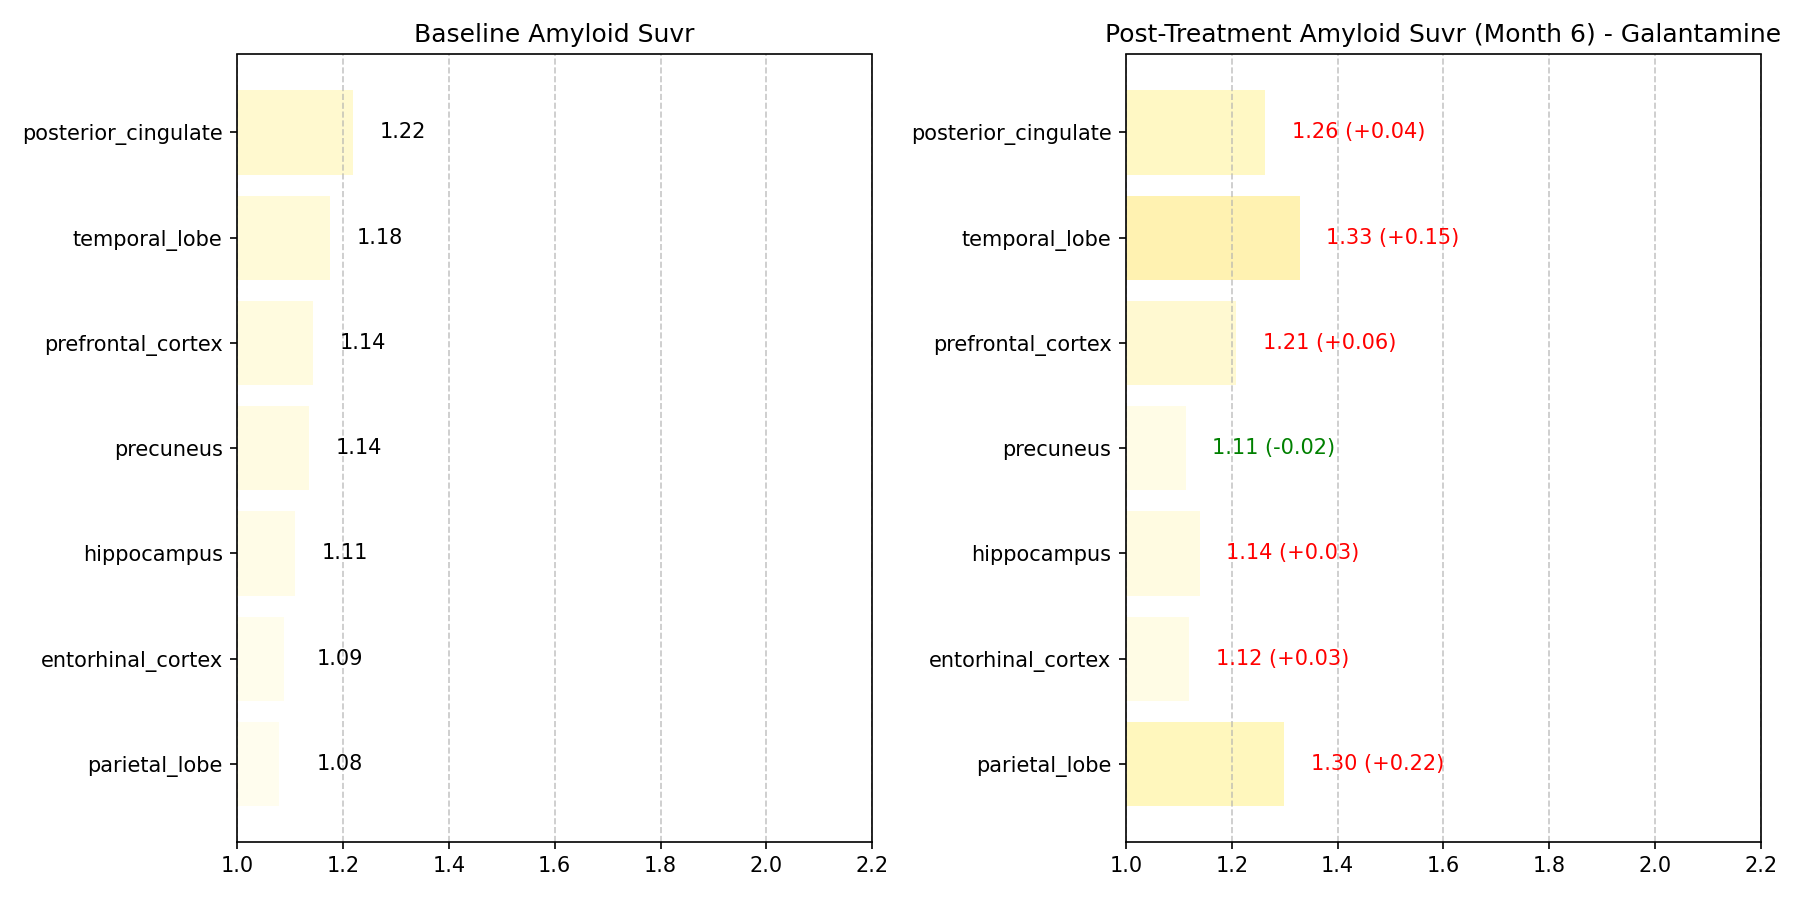 Baseline Amyloid Suvr
posterior_cingulate
1.22
temporal_lobe
1.18
prefrontal_cortex
1.14
precuneus
1.14
hippocampus
1.11
entorhinal_cortex
1.09
parietal_lobe
1.08
1.0 1.2 1.4 1.6 1.8 2.0 2.2
Post-Treatment Amyloid Suvr (Month 6) - Galantamine
posterior_cingulate
1.26 (+0.04)
temporal_lobe
1.33 (+0.15)
prefrontal_cortex
1.21 (+0.06)
precuneus
1.11 (-0.02)
hippocampus
1.14 (+0.03)
entorhinal_cortex
1.12 (+0.03)
parietal_lobe
1.30 (+0.22)
1.0 1.2 1.4 1.6 1.8 2.0 2.2